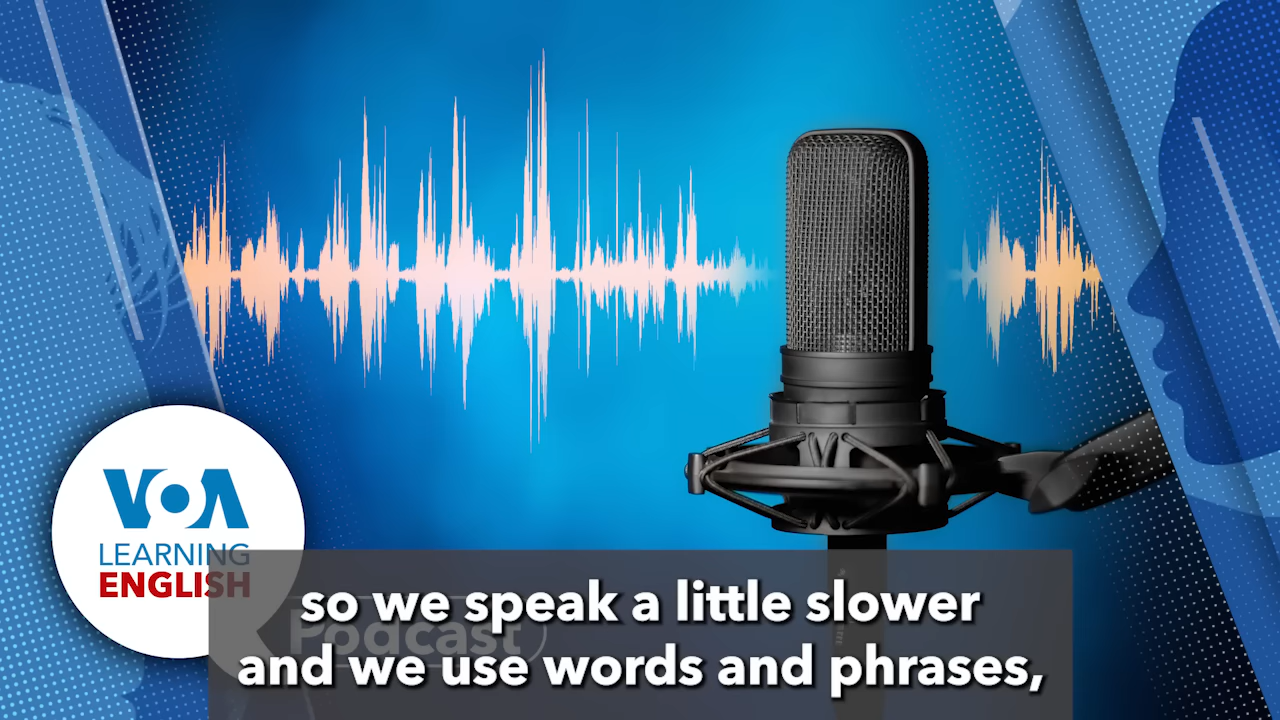 VOA
LEARNING
ENGLISH
Podcast
so we speak a little slower
and we use words and phrases,